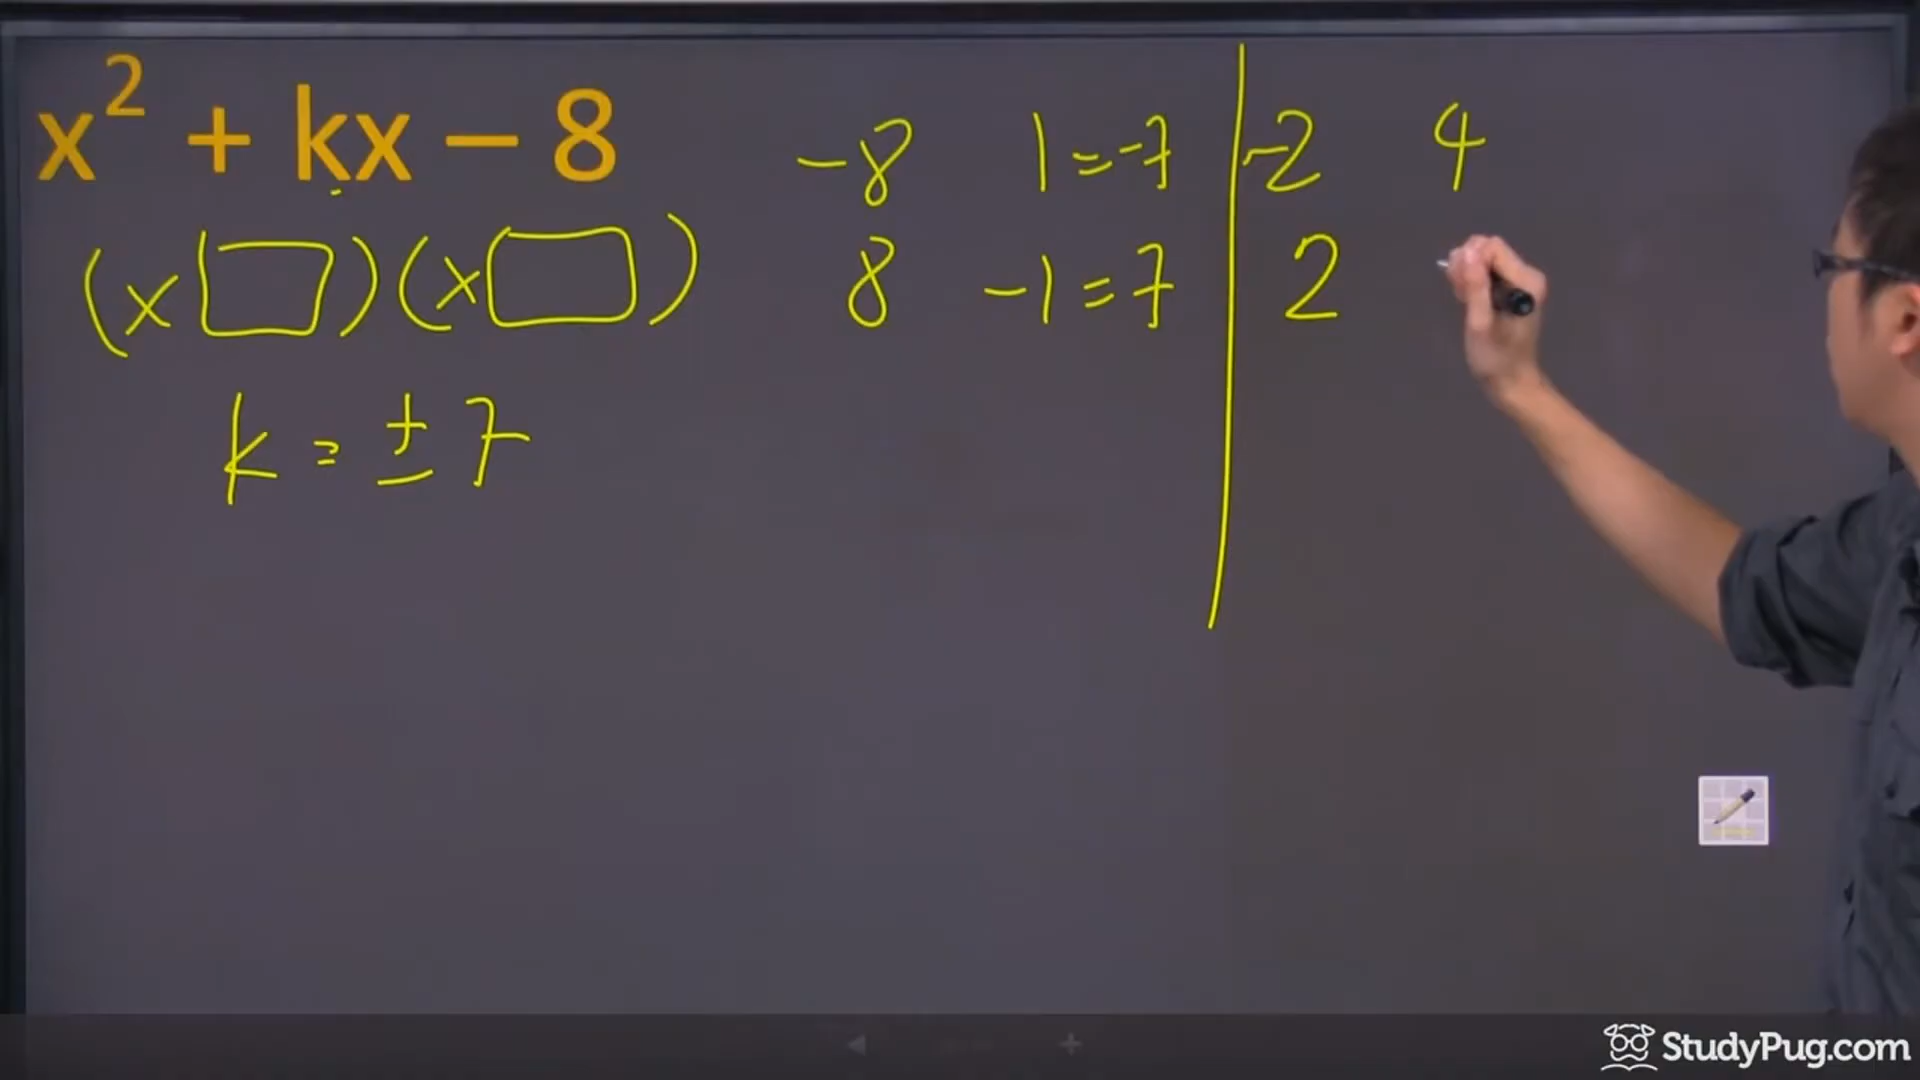 x² + kx – 8
-8 1 = -7 -2 4
(x )(x ) 8 -1 = 7 2
k = ± 7
StudyPug.com